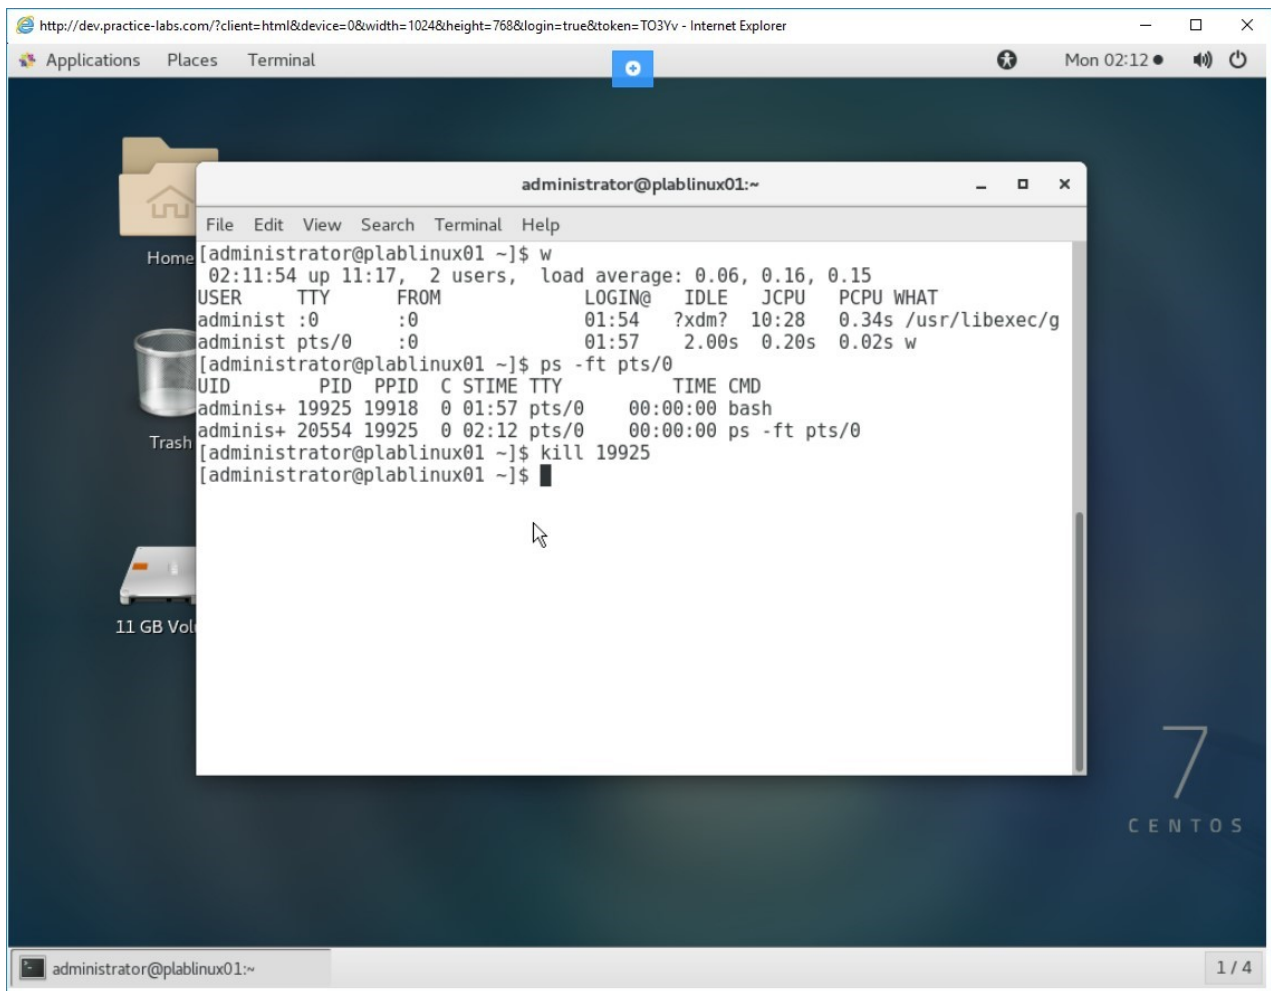 http://dev.practice-labs.com/?client=html&device=0&width=1024&height=768&login=true&token=TO3Yv - Internet Explorer
Applications Places Terminal Mon 02:12
administrator@plablinux01:~
File Edit View Search Terminal Help
Home
Trash
11 GB Vol
[administrator@plablinux01 ~]$ w
 02:11:54 up 11:17,  2 users,  load average: 0.06, 0.16, 0.15
USER     TTY      FROM             LOGIN@   IDLE   JCPU   PCPU WHAT
administ :0       :0               01:54   ?xdm?  10:28   0.34s /usr/libexec/g
administ pts/0    :0               01:57    2.00s  0.20s  0.02s w
[administrator@plablinux01 ~]$ ps -ft pts/0
UID        PID  PPID  C STIME TTY          TIME CMD
adminis+ 19925 19918  0 01:57 pts/0    00:00:00 bash
adminis+ 20554 19925  0 02:12 pts/0    00:00:00 ps -ft pts/0
[administrator@plablinux01 ~]$ kill 19925
[administrator@plablinux01 ~]$
7
CENTOS
administrator@plablinux01:~
1 / 4